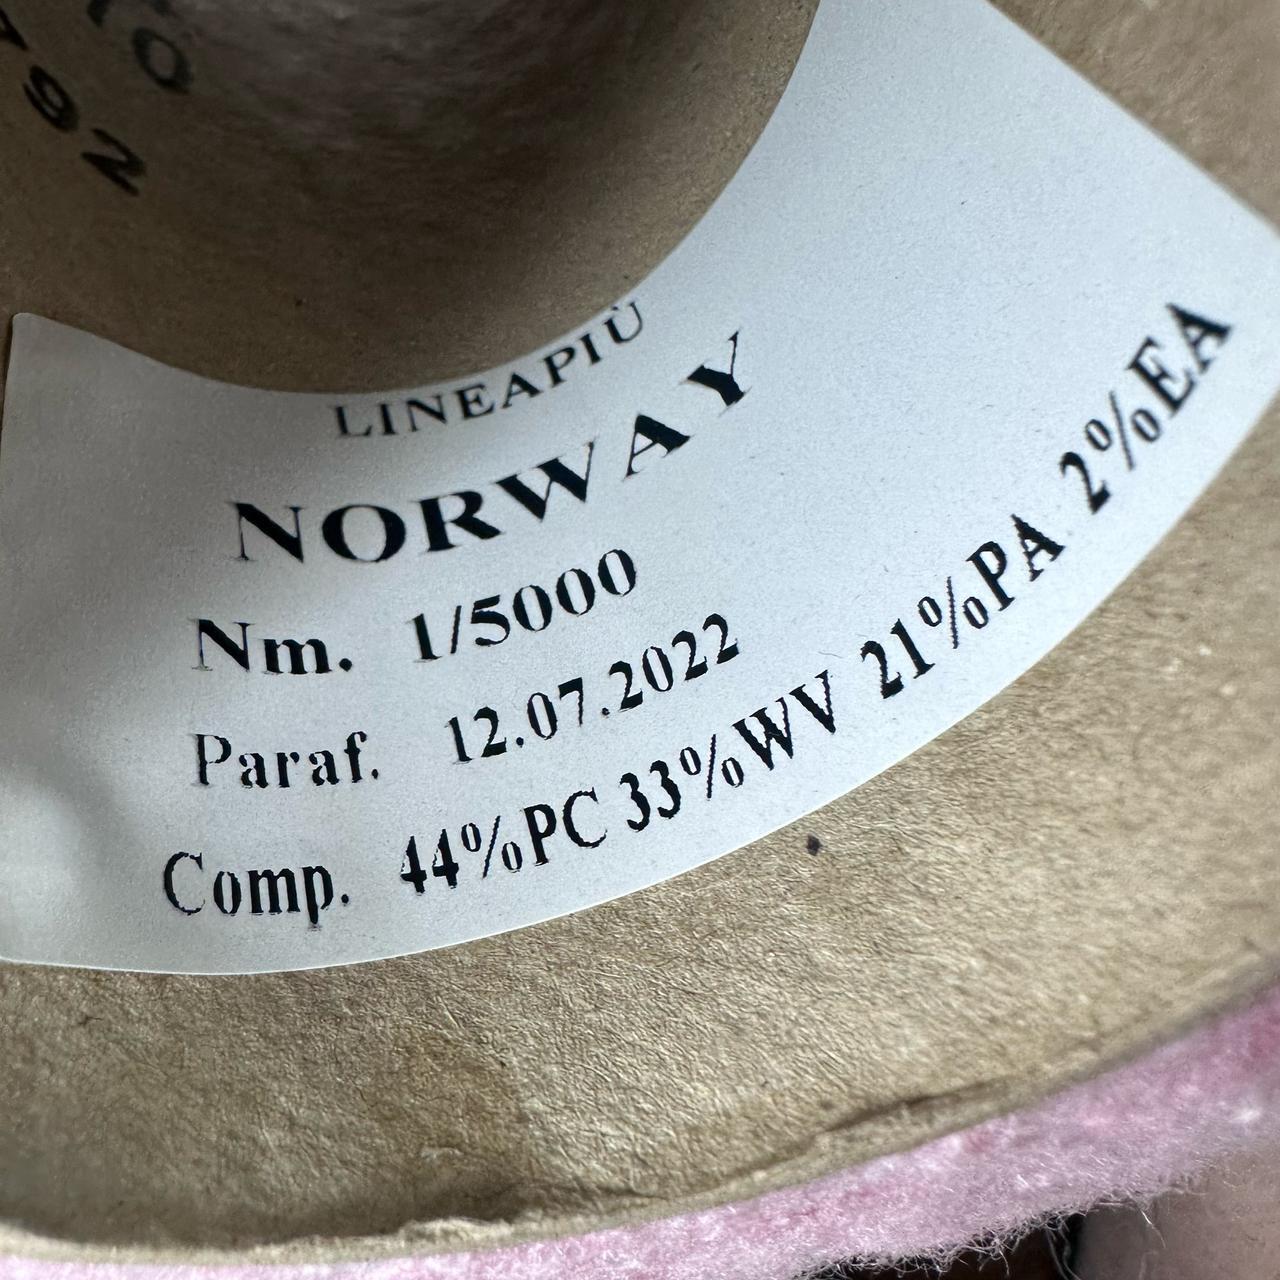 LINEAPIÙ
NORWAY
Nm. 1/5000
Paraf. 12.07.2022
Comp. 44%PC 33%WV 21%PA 2%EA